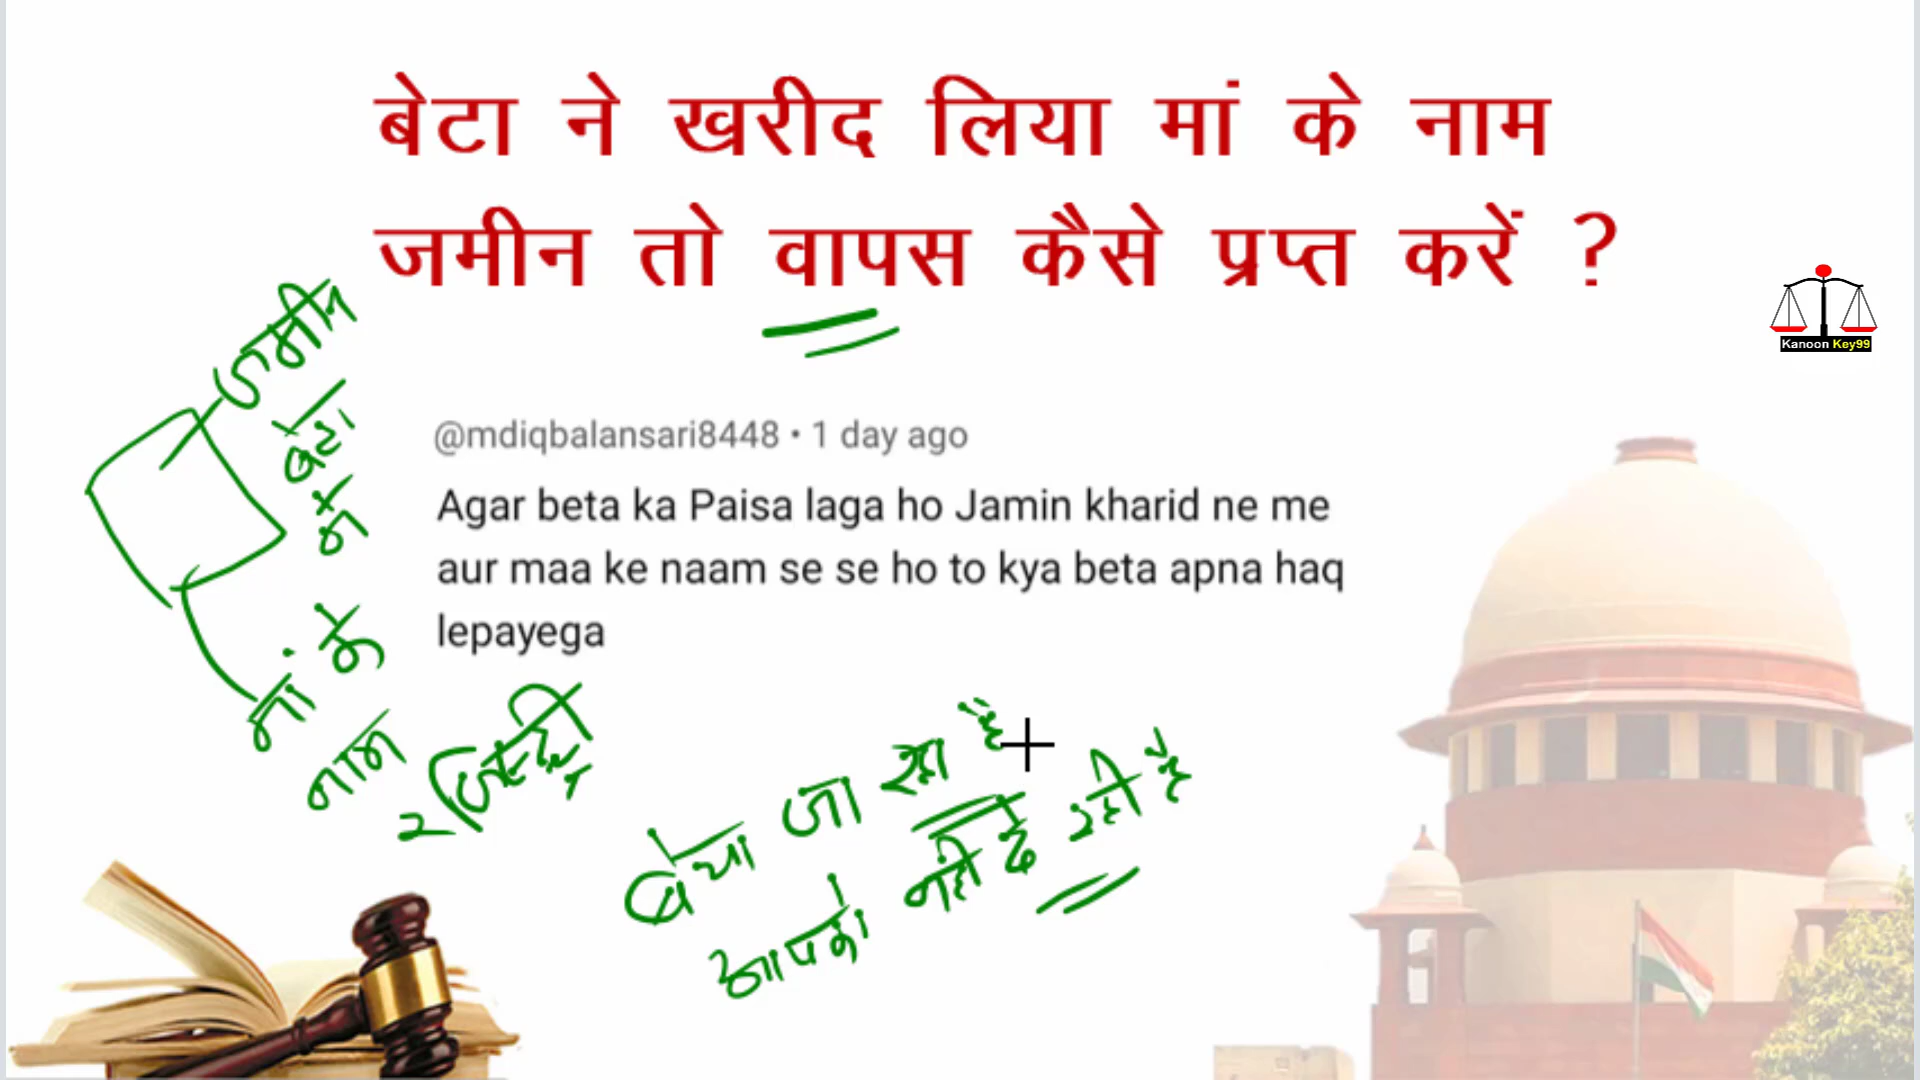 बेटा ने खरीद लिया मां के नाम
जमीन तो वापस कैसे प्रप्त करें ?
जमीन
बेटा
ने
मां के
नाम
Kanoon Key99
@mdiqbalansari8448 • 1 day ago
Agar beta ka Paisa laga ho Jamin kharid ne me
aur maa ke naam se se ho to kya beta apna haq
lepayega
जा रहा है
आपको नहीं दे रही है